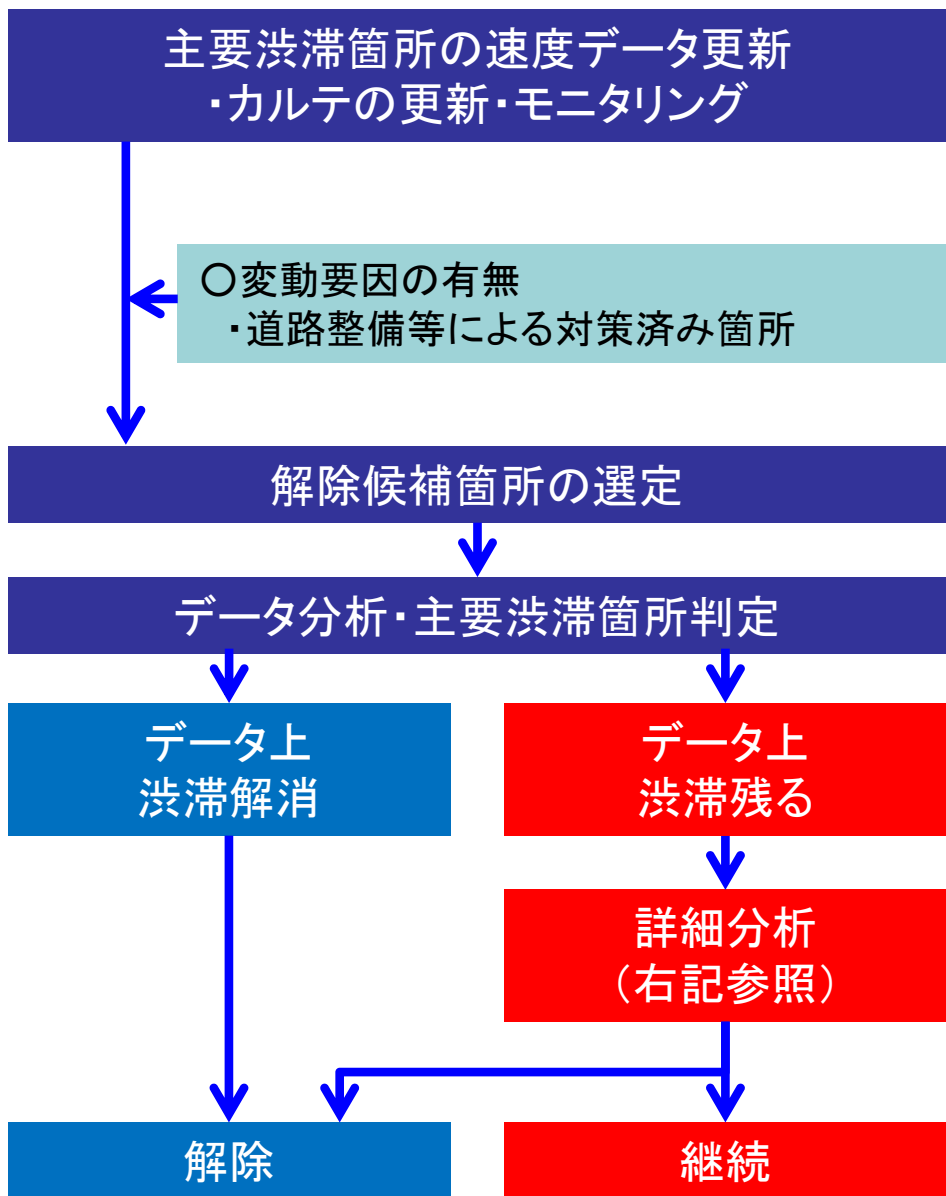 主要渋滞箇所の速度データ更新
・カルテの更新・モニタリング
〇変動要因の有無
・道路整備等による対策済み箇所
解除候補箇所の選定
データ分析・主要渋滞箇所判定
データ上
渋滞解消
データ上
渋滞残る
詳細分析
（右記参照）
解除
継続